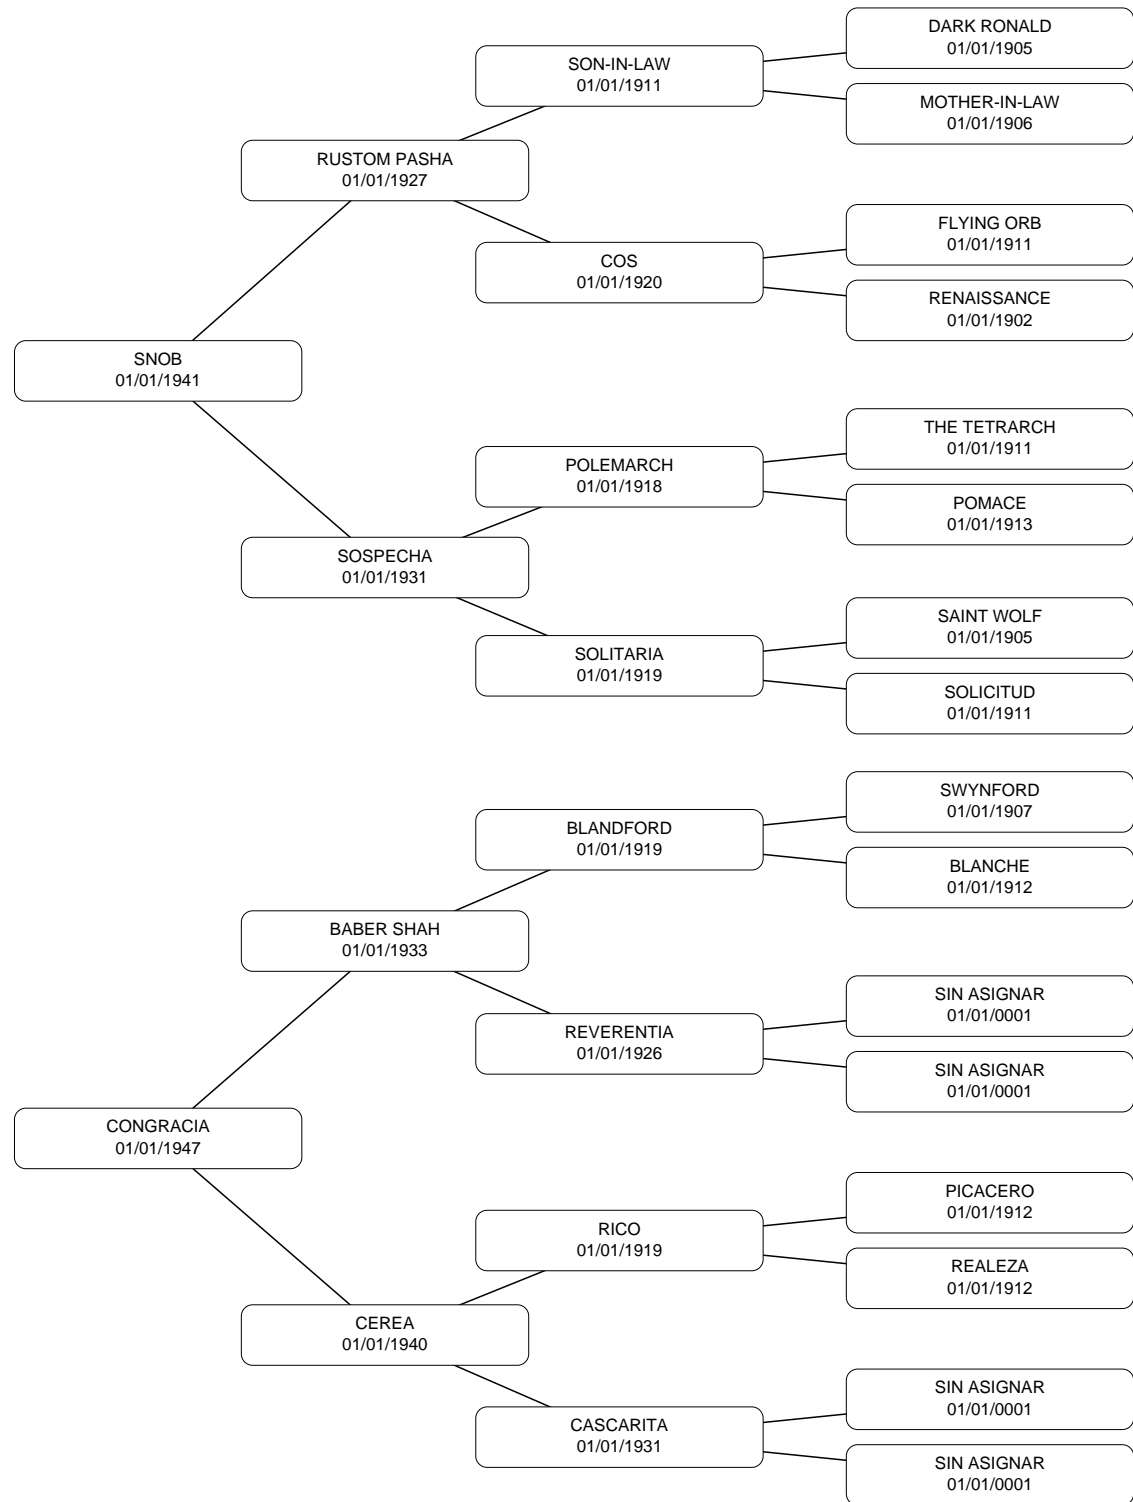 DARK RONALD
01/01/1905
SON-IN-LAW
01/01/1911
MOTHER-IN-LAW
01/01/1906
RUSTOM PASHA
01/01/1927
FLYING ORB
01/01/1911
COS
01/01/1920
RENAISSANCE
01/01/1902
SNOB
01/01/1941
THE TETRARCH
01/01/1911
POLEMARCH
01/01/1918
POMACE
01/01/1913
SOSPECHA
01/01/1931
SAINT WOLF
01/01/1905
SOLITARIA
01/01/1919
SOLICITUD
01/01/1911
SWYNFORD
01/01/1907
BLANDFORD
01/01/1919
BLANCHE
01/01/1912
BABER SHAH
01/01/1933
SIN ASIGNAR
01/01/0001
REVERENTIA
01/01/1926
SIN ASIGNAR
01/01/0001
CONGRACIA
01/01/1947
PICACERO
01/01/1912
RICO
01/01/1919
REALEZA
01/01/1912
CEREA
01/01/1940
SIN ASIGNAR
01/01/0001
CASCARITA
01/01/1931
SIN ASIGNAR
01/01/0001